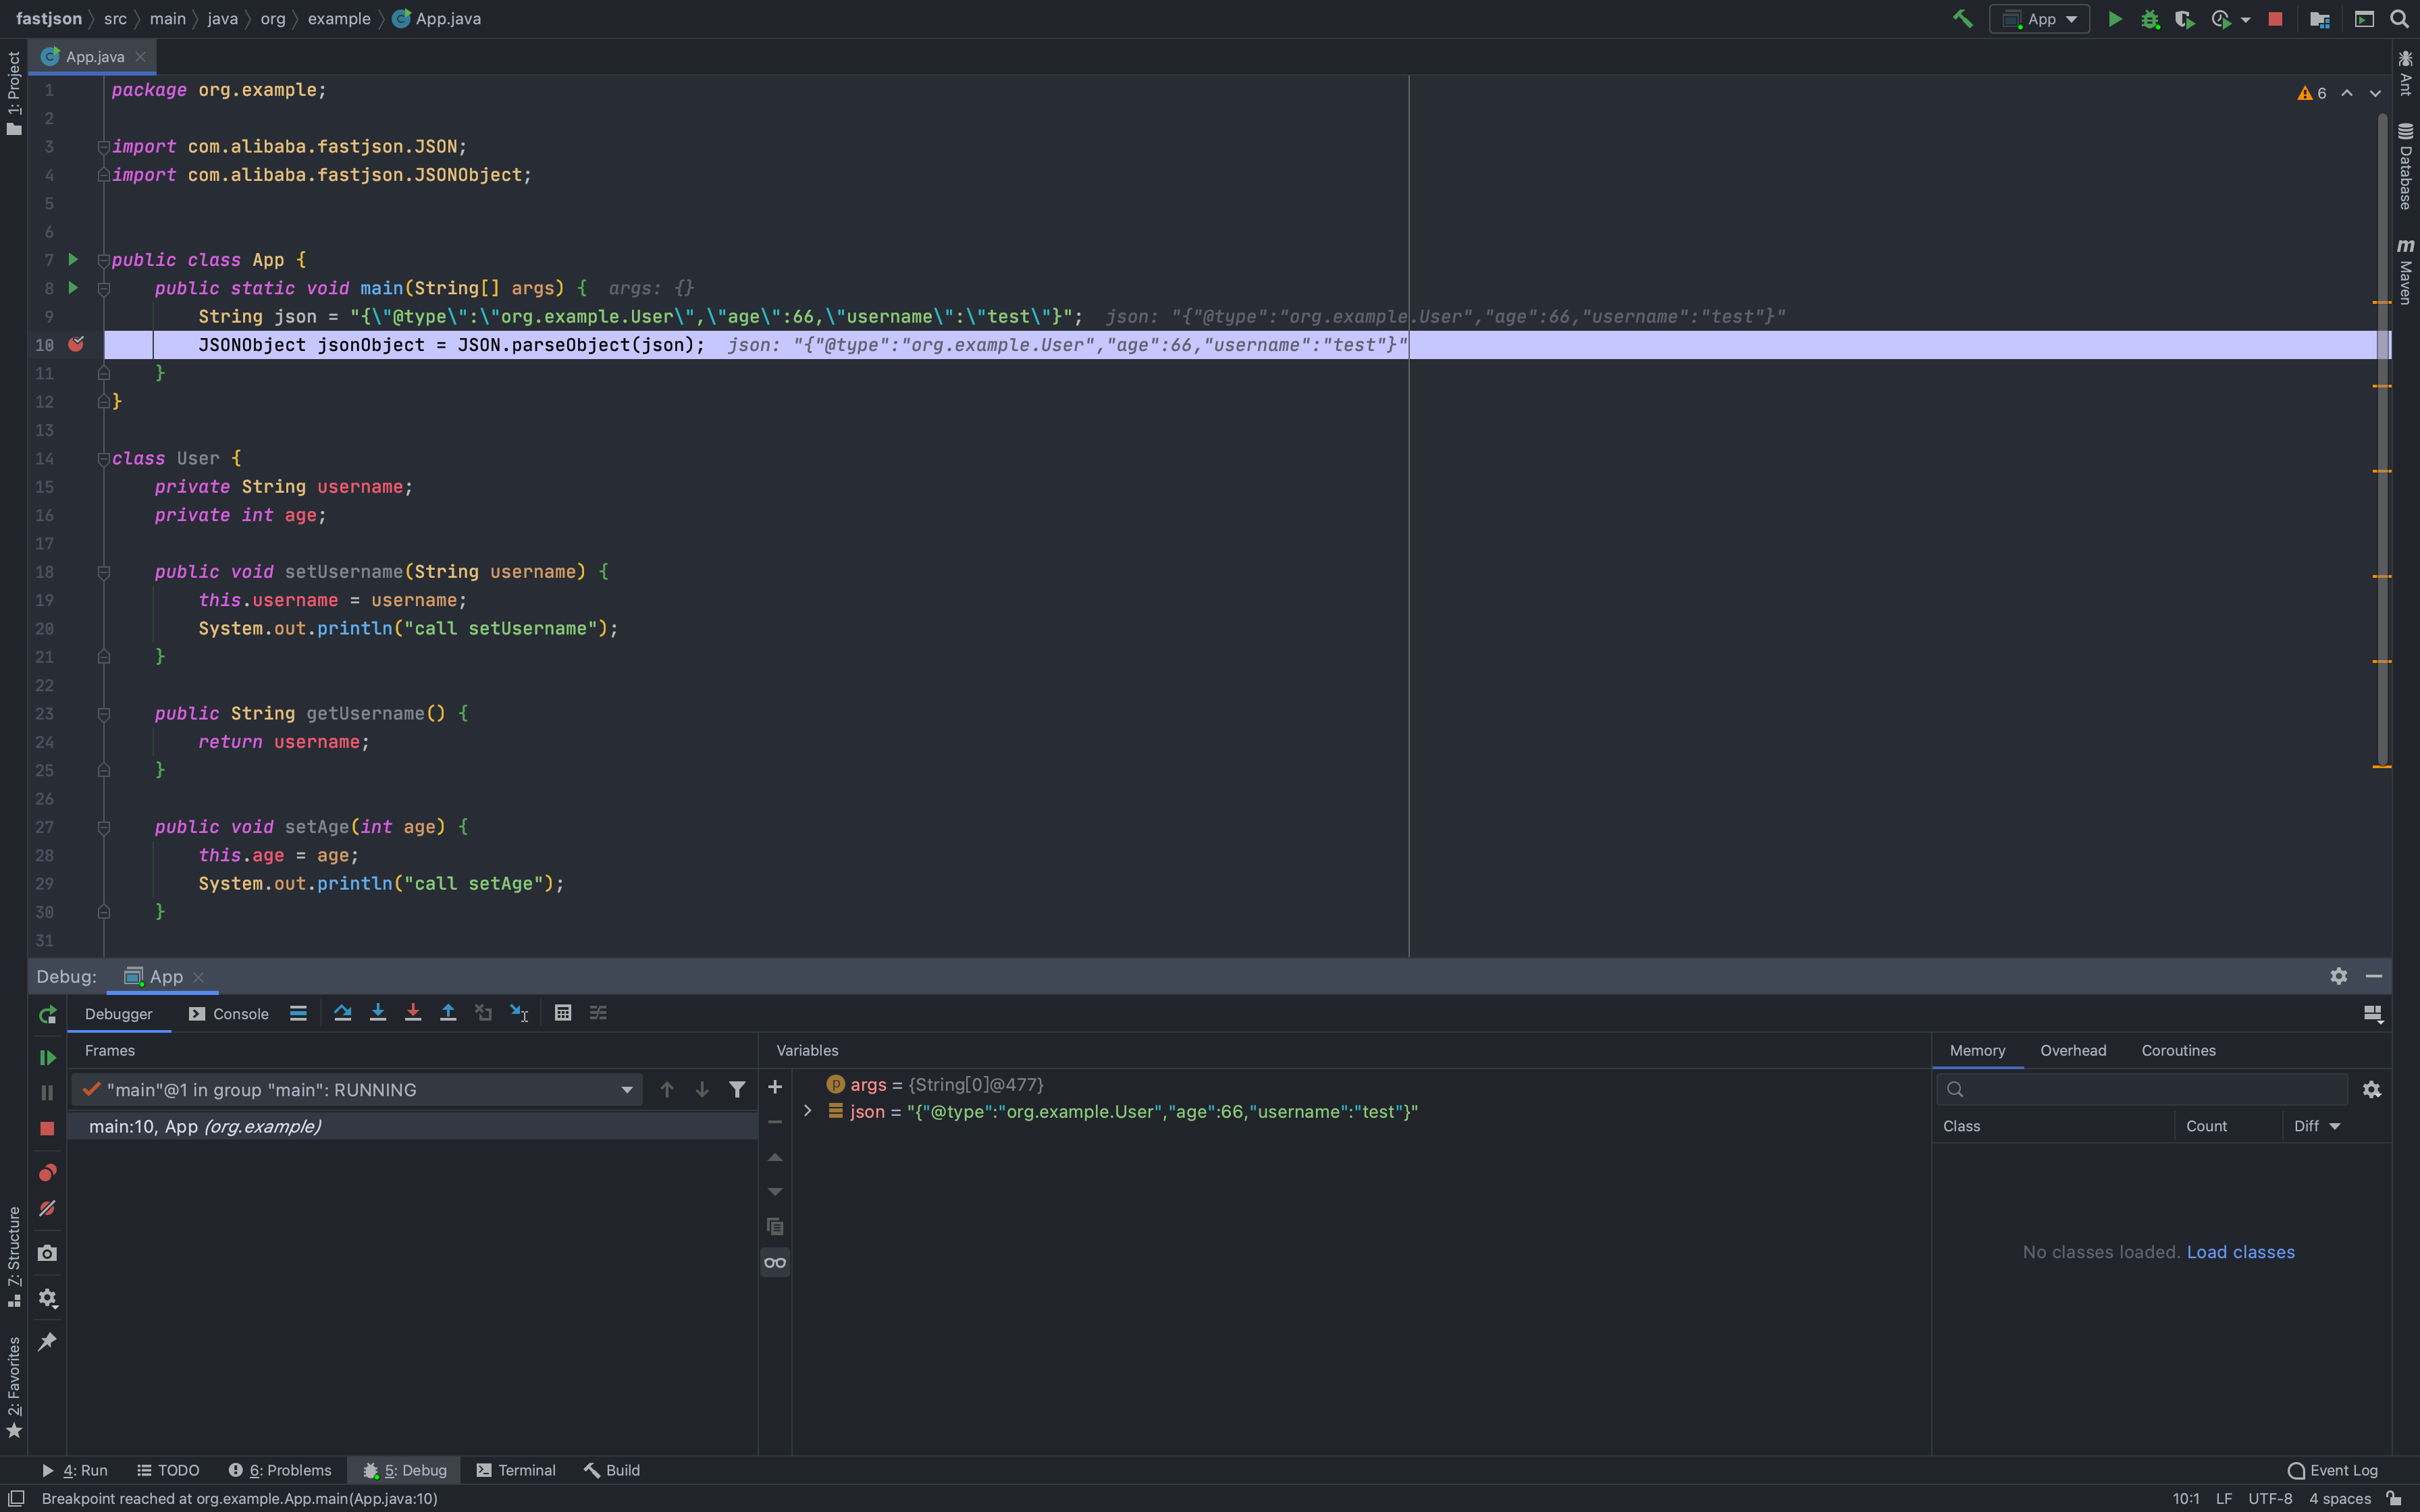 fastjson src main java org example App.java
App
App.java
1: Project
1 package org.example;
2
3 import com.alibaba.fastjson.JSON;
4 import com.alibaba.fastjson.JSONObject;
5
6
7 public class App {
8 public static void main(String[] args) { args: {}
9 String json = "{\"@type\":\"org.example.User\",\"age\":66,\"username\":\"test\"}"; json: "{"@type":"org.example.User","age":66,"username":"test"}"
10 JSONObject jsonObject = JSON.parseObject(json); json: "{"@type":"org.example.User","age":66,"username":"test"}"
11 }
12 }
13
14 class User {
15 private String username;
16 private int age;
17
18 public void setUsername(String username) {
19 this.username = username;
20 System.out.println("call setUsername");
21 }
22
23 public String getUsername() {
24 return username;
25 }
26
27 public void setAge(int age) {
28 this.age = age;
29 System.out.println("call setAge");
30 }
31
6
Ant
Database
m Maven
Debug: App
Debugger Console
Frames
"main"@1 in group "main": RUNNING
main:10, App (org.example)
Variables
p args = {String[0]@477}
json = "{"@type":"org.example.User","age":66,"username":"test"}"
Memory Overhead Coroutines
Class Count Diff
No classes loaded. Load classes
7: Structure
2: Favorites
4: Run TODO 6: Problems 5: Debug Terminal Build Event Log
Breakpoint reached at org.example.App.main(App.java:10) 10:1 LF UTF-8 4 spaces